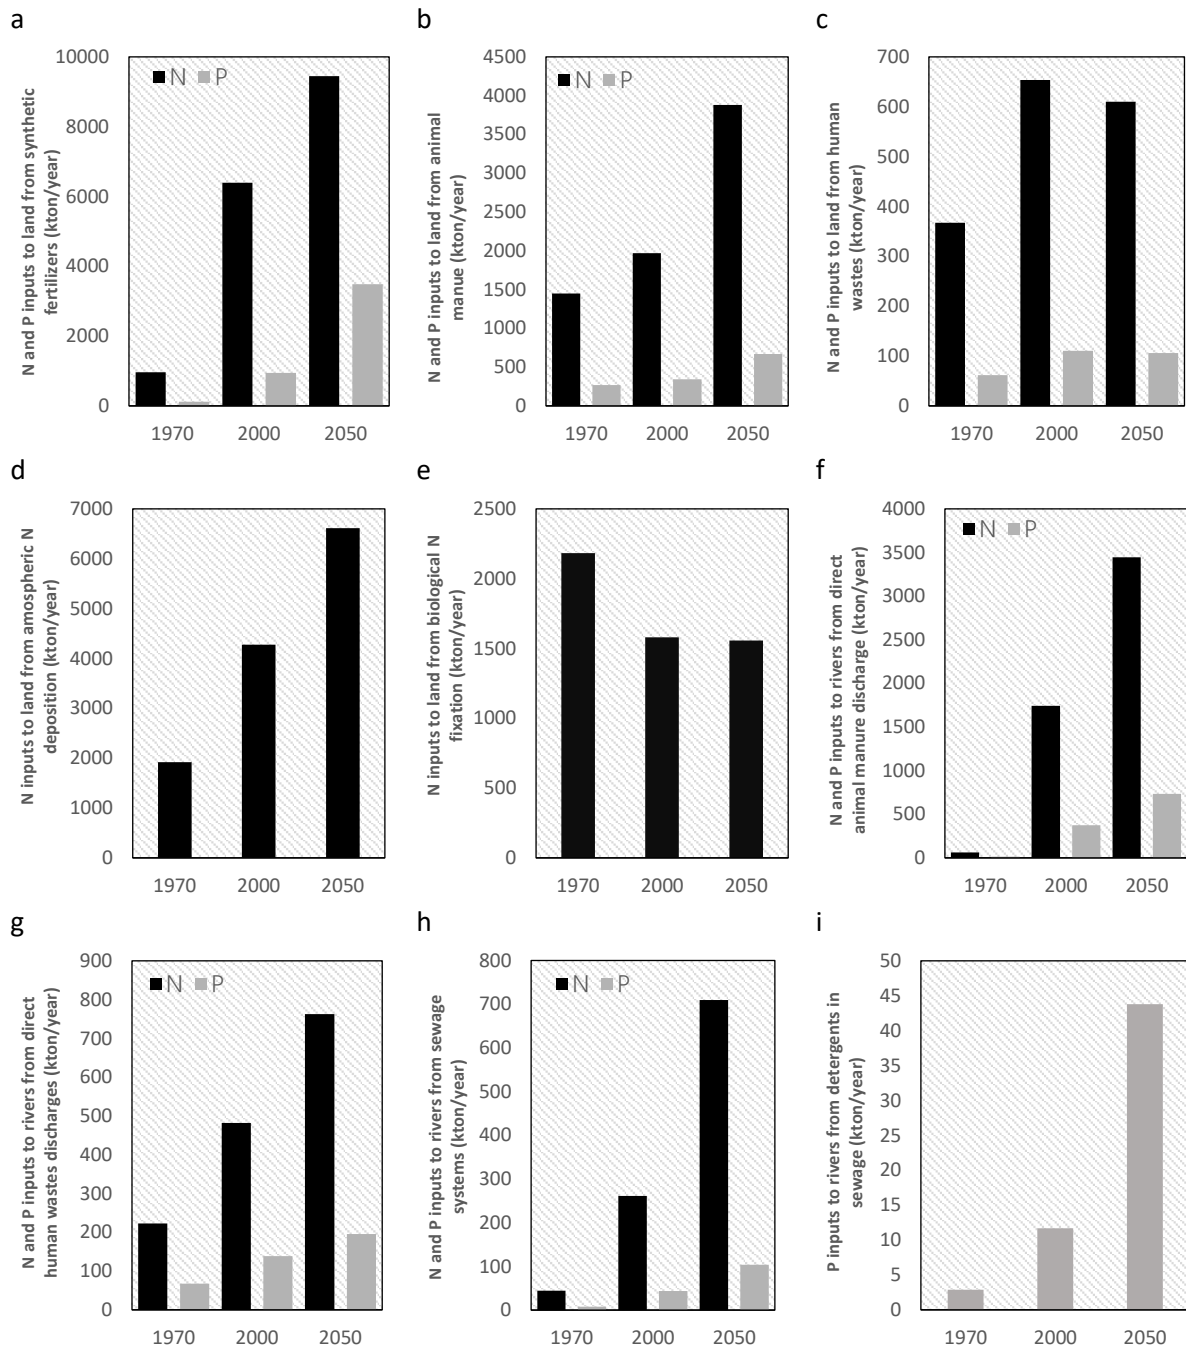 a
N and P inputs to land from synthetic
fertilizers (kton/year)
10000
8000
6000
4000
2000
0
N P
1970 2000 2050
b
N and P inputs to land from animal
manue (kton/year)
4500
4000
3500
3000
2500
2000
1500
1000
500
0
N P
1970 2000 2050
c
N and P inputs to land from human
wastes (kton/year)
700
600
500
400
300
200
100
0
1970 2000 2050
d
N inputs to land from amospheric N
deposition (kton/year)
7000
6000
5000
4000
3000
2000
1000
0
1970 2000 2050
e
N inputs to land from biological N
fixation (kton/year)
2500
2000
1500
1000
500
0
1970 2000 2050
f
N and P inputs to rivers from direct
animal manure discharge (kton/year)
4000
3500
3000
2500
2000
1500
1000
500
0
N P
1970 2000 2050
g
N and P inputs to rivers from direct
human wastes discharges (kton/year)
900
800
700
600
500
400
300
200
100
0
N P
1970 2000 2050
h
N and P inputs to rivers from sewage
systems (kton/year)
800
700
600
500
400
300
200
100
0
N P
1970 2000 2050
i
P inputs to rivers from detergents in
sewage (kton/year)
50
45
40
35
30
25
20
15
10
5
0
1970 2000 2050